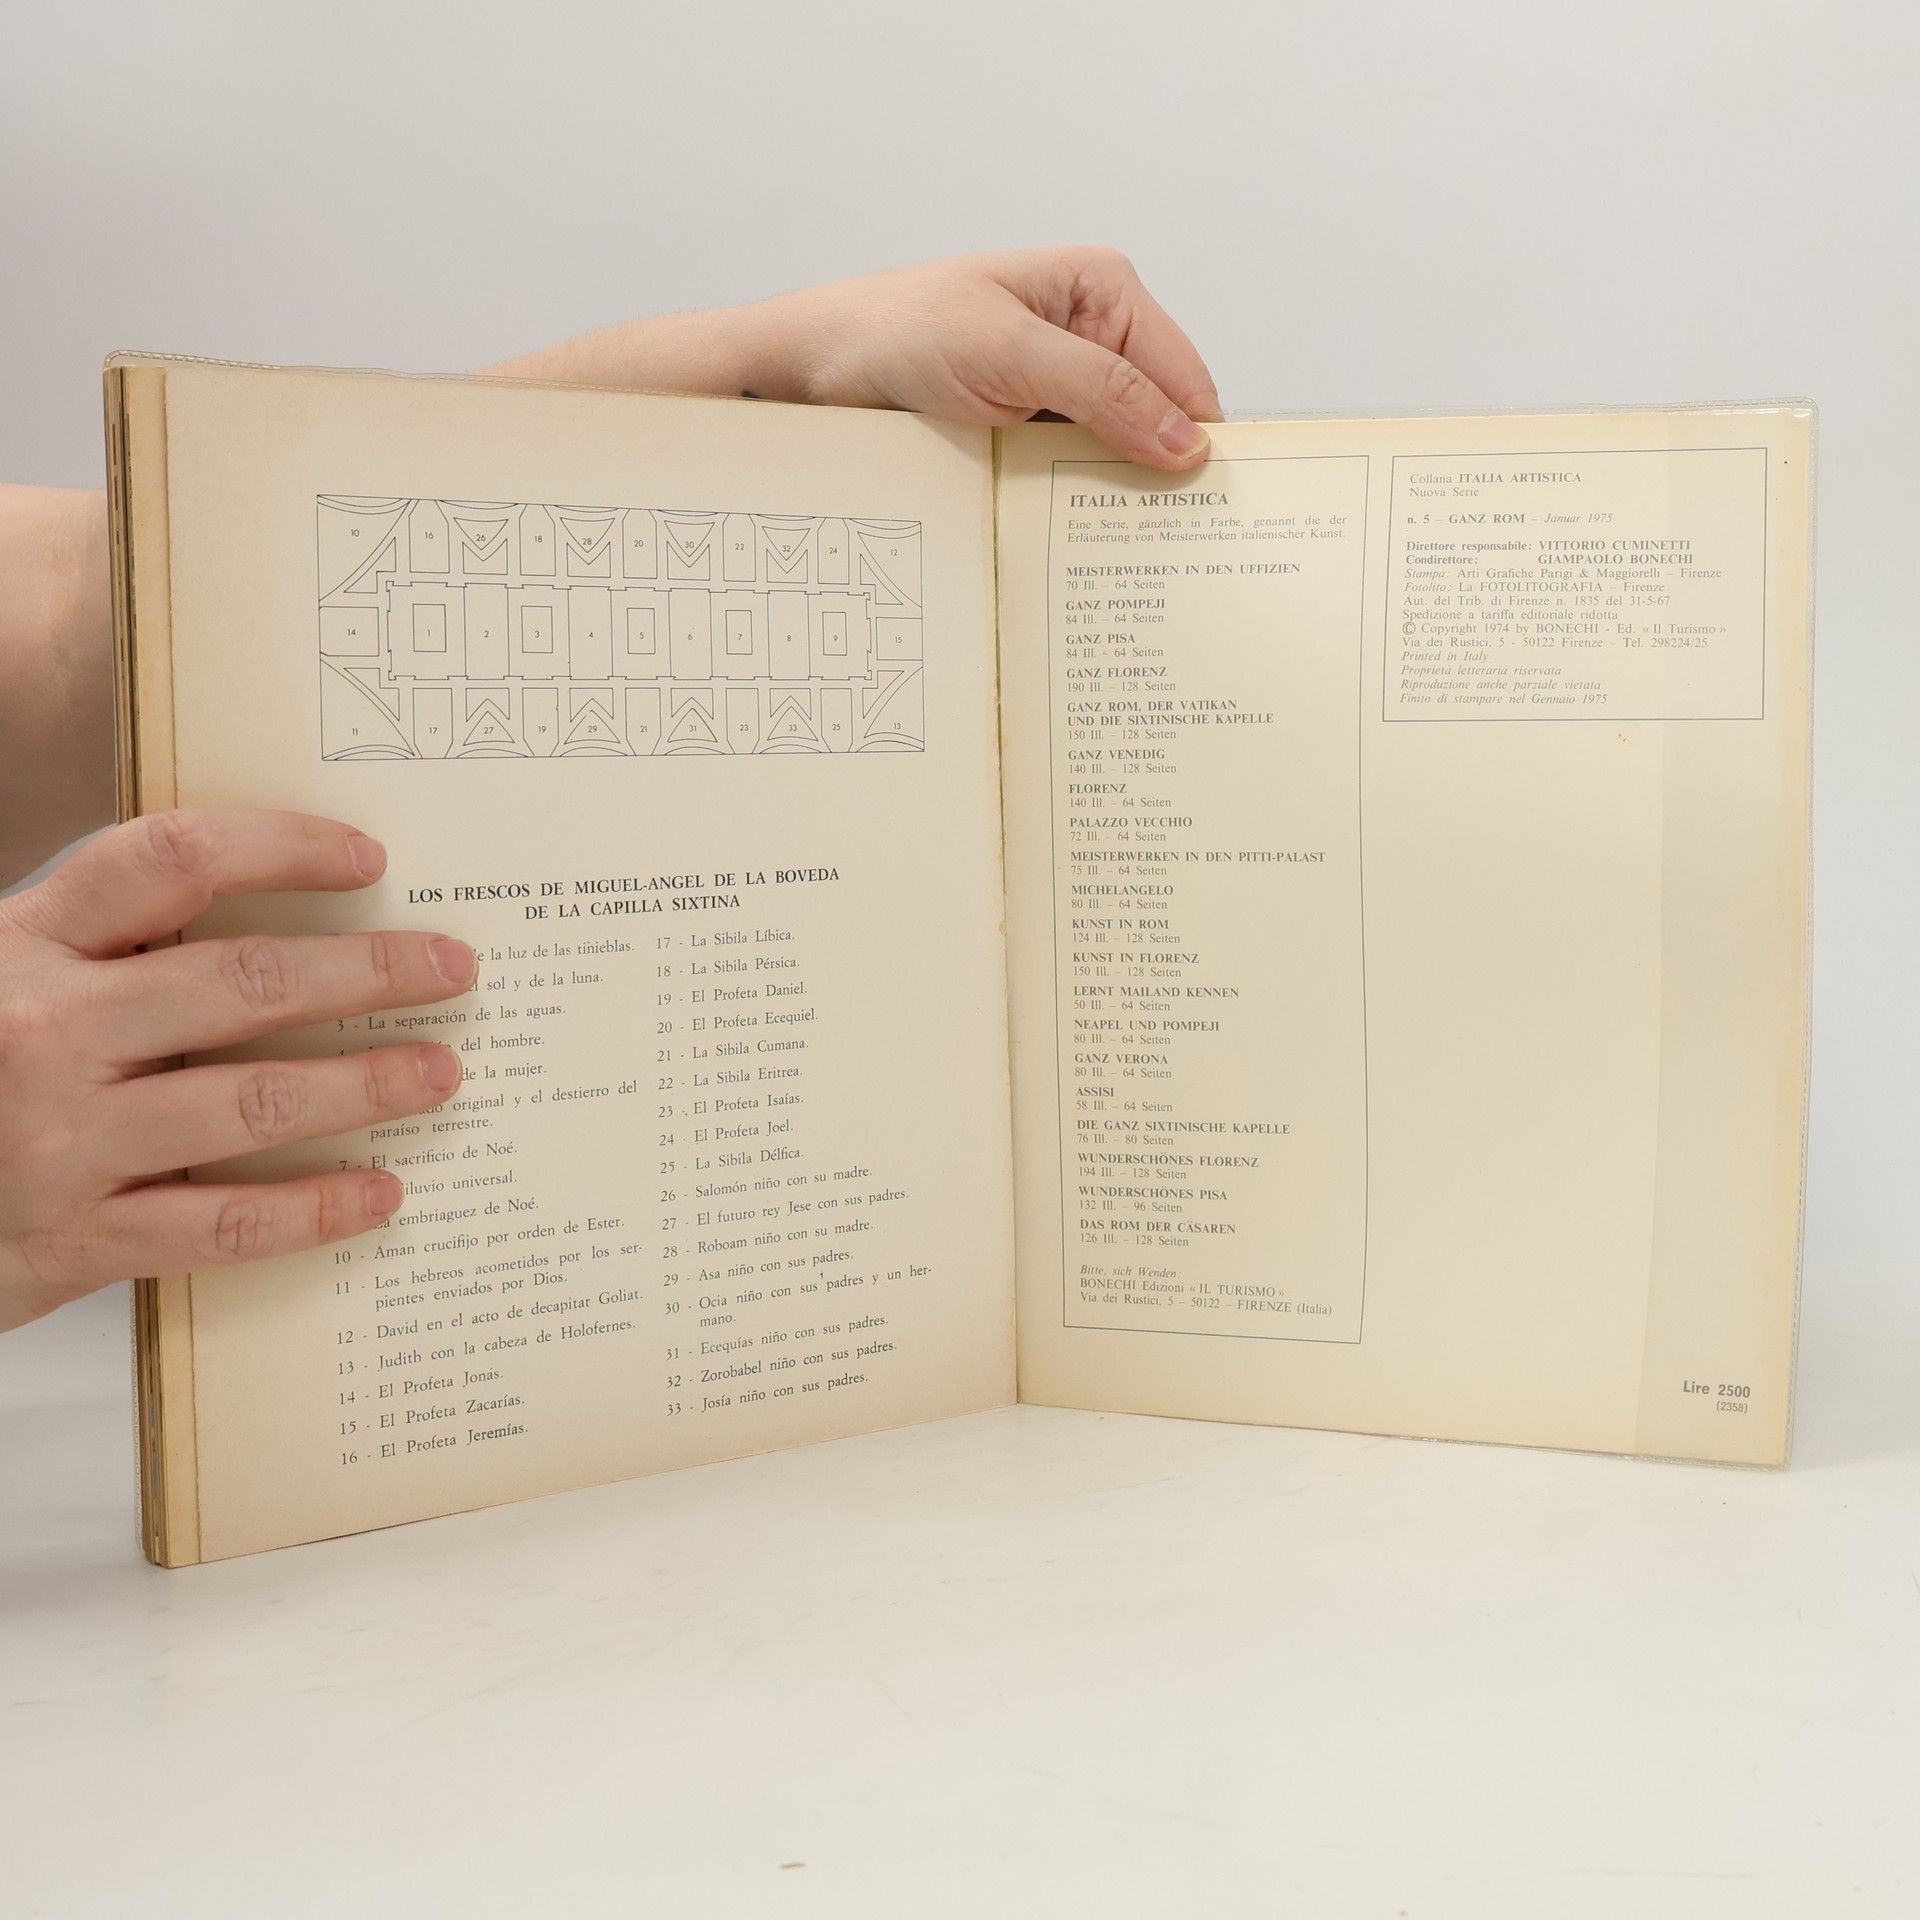 10
16
26
18
28
20
30
22
32
24
12
14
1
2
3
4
5
6
7
8
9
15
11
17
27
19
29
21
31
23
33
25
13
LOS FRESCOS DE MIGUEL-ANGEL DE LA BOVEDA
DE LA CAPILLA SIXTINA
la luz de las tinieblas.
sol y de la luna.
3 - La separación de las aguas.
del hombre.
de la mujer.
original y el destierro del
paraíso terrestre.
7 - El sacrificio de Noé.
universal.
embriaguez de Noé.
10 - Aman crucifijo por orden de Ester.
11 - Los hebreos acometidos por los ser-
pientes enviados por Dios.
12 - David en el acto de decapitar Goliat.
13 - Judith con la cabeza de Holofernes.
14 - El Profeta Jonás.
15 - El Profeta Zacarías.
16 - El Profeta Jeremías.
17 - La Sibila Líbica.
18 - La Sibila Pérsica.
19 - El Profeta Daniel.
20 - El Profeta Ecequiel.
21 - La Sibila Cumana.
22 - La Sibila Eritrea.
23 - El Profeta Isaías.
24 - El Profeta Joel.
25 - La Sibila Délfica.
26 - Salomón niño con su madre.
27 - El futuro rey Jese con sus padres.
28 - Roboam niño con su madre.
29 - Asa niño con sus padres.
30 - Ocia niño con sus padres y un her-
mano.
31 - Ecequías niño con sus padres.
32 - Zorobabel niño con sus padres.
33 - Josía niño con sus padres.
ITALIA ARTISTICA
Eine Serie, gänzlich in Farbe, genannt die der
Erläuterung von Meisterwerken italienischer Kunst.
MEISTERWERKEN IN DEN UFFIZIEN
70 Ill. – 64 Seiten
GANZ POMPEJI
84 Ill. – 64 Seiten
GANZ PISA
84 Ill. – 64 Seiten
GANZ FLORENZ
190 Ill. – 128 Seiten
GANZ ROM, DER VATIKAN
UND DIE SIXTINISCHE KAPELLE
150 Ill. – 128 Seiten
GANZ VENEDIG
140 Ill. – 128 Seiten
FLORENZ
140 Ill. – 64 Seiten
PALAZZO VECCHIO
72 Ill. – 64 Seiten
MEISTERWERKEN IN DEN PITTI-PALAST
75 Ill. – 64 Seiten
MICHELANGELO
80 Ill. – 64 Seiten
KUNST IN ROM
124 Ill. – 128 Seiten
KUNST IN FLORENZ
150 Ill. – 128 Seiten
LERNT MAILAND KENNEN
50 Ill. – 64 Seiten
NEAPEL UND POMPEJI
80 Ill. – 64 Seiten
GANZ VERONA
80 Ill. – 64 Seiten
ASSISI
58 Ill. – 64 Seiten
DIE GANZ SIXTINISCHE KAPELLE
76 Ill. – 80 Seiten
WUNDERSCHÖNES FLORENZ
194 Ill. – 128 Seiten
WUNDERSCHÖNES PISA
132 Ill. – 96 Seiten
DAS ROM DER CÄSAREN
126 Ill. – 128 Seiten
Bitte, sich Wenden:
BONECHI Edizioni « IL TURISMO »
Via dei Rustici, 5 – 50122 – FIRENZE (Italia)
Collana ITALIA ARTISTICA
Nuova Serie
n. 5 – GANZ ROM – Januar 1975
Direttore responsabile: VITTORIO CUMINETTI
Condirettore: GIAMPAOLO BONECHI
Stampa: Arti Grafiche Parigi & Maggiorelli – Firenze
Fotolito: La FOTOLITOGRAFIA – Firenze
Aut. del Trib. di Firenze n. 1835 del 31-5-67
Spedizione a tariffa editoriale ridotta
© Copyright 1974 by BONECHI - Ed. « Il Turismo »
Via dei Rustici, 5 - 50122 Firenze – Tel. 298224/25
Printed in Italy
Proprietà letteraria riservata
Riproduzione anche parziale vietata
Finito di stampare nel Gennaio 1975
Lire 2500
(2358)